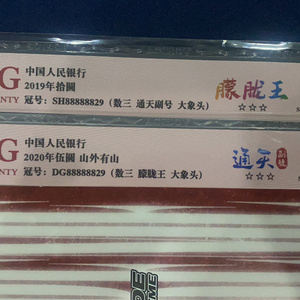 G
NTY
中国人民银行
2019年拾圆
冠号：SH88888829（数三 通天副号 大象头）
朦胧王
☆☆☆
G
NTY
中国人民银行
2020年伍圆 山外有山
冠号：DG88888829（数三 朦胧王 大象头）
通天
☆☆☆